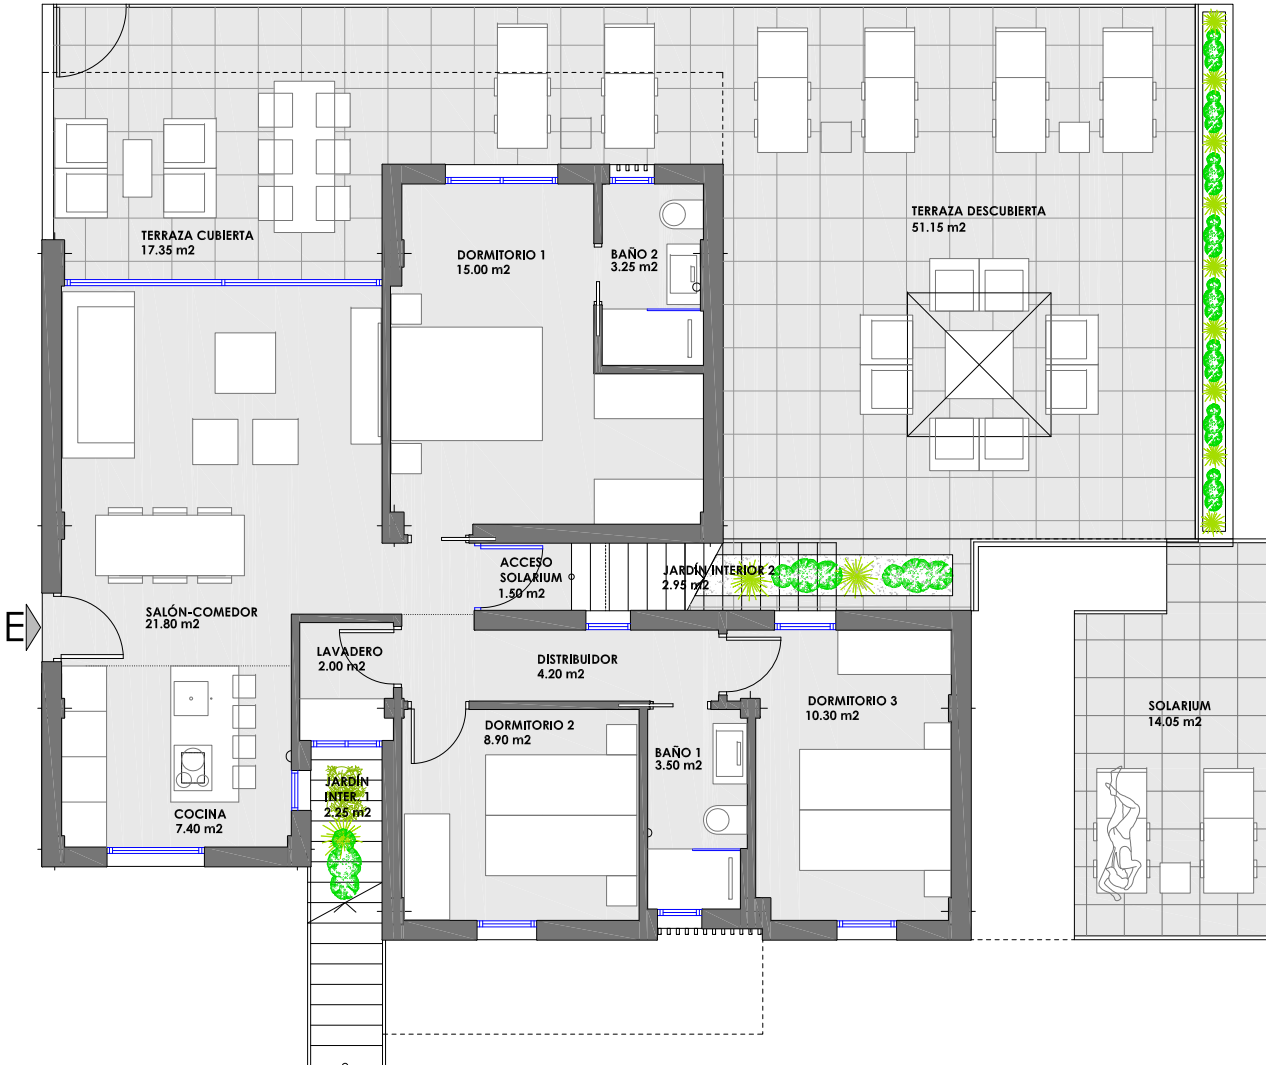 TERRAZA CUBIERTA
17.35 m2
TERRAZA DESCUBIERTA
51.15 m2
DORMITORIO 1
15.00 m2
BAÑO 2
3.25 m2
ACCESO
SOLARIUM
1.50 m2
JARDÍN INTERIOR 2
2.95 m2
E
SALÓN-COMEDOR
21.80 m2
LAVADERO
2.00 m2
DISTRIBUIDOR
4.20 m2
DORMITORIO 3
10.30 m2
SOLARIUM
14.05 m2
DORMITORIO 2
8.90 m2
BAÑO 1
3.50 m2
JARDÍN
INTER. 1
2.25 m2
COCINA
7.40 m2